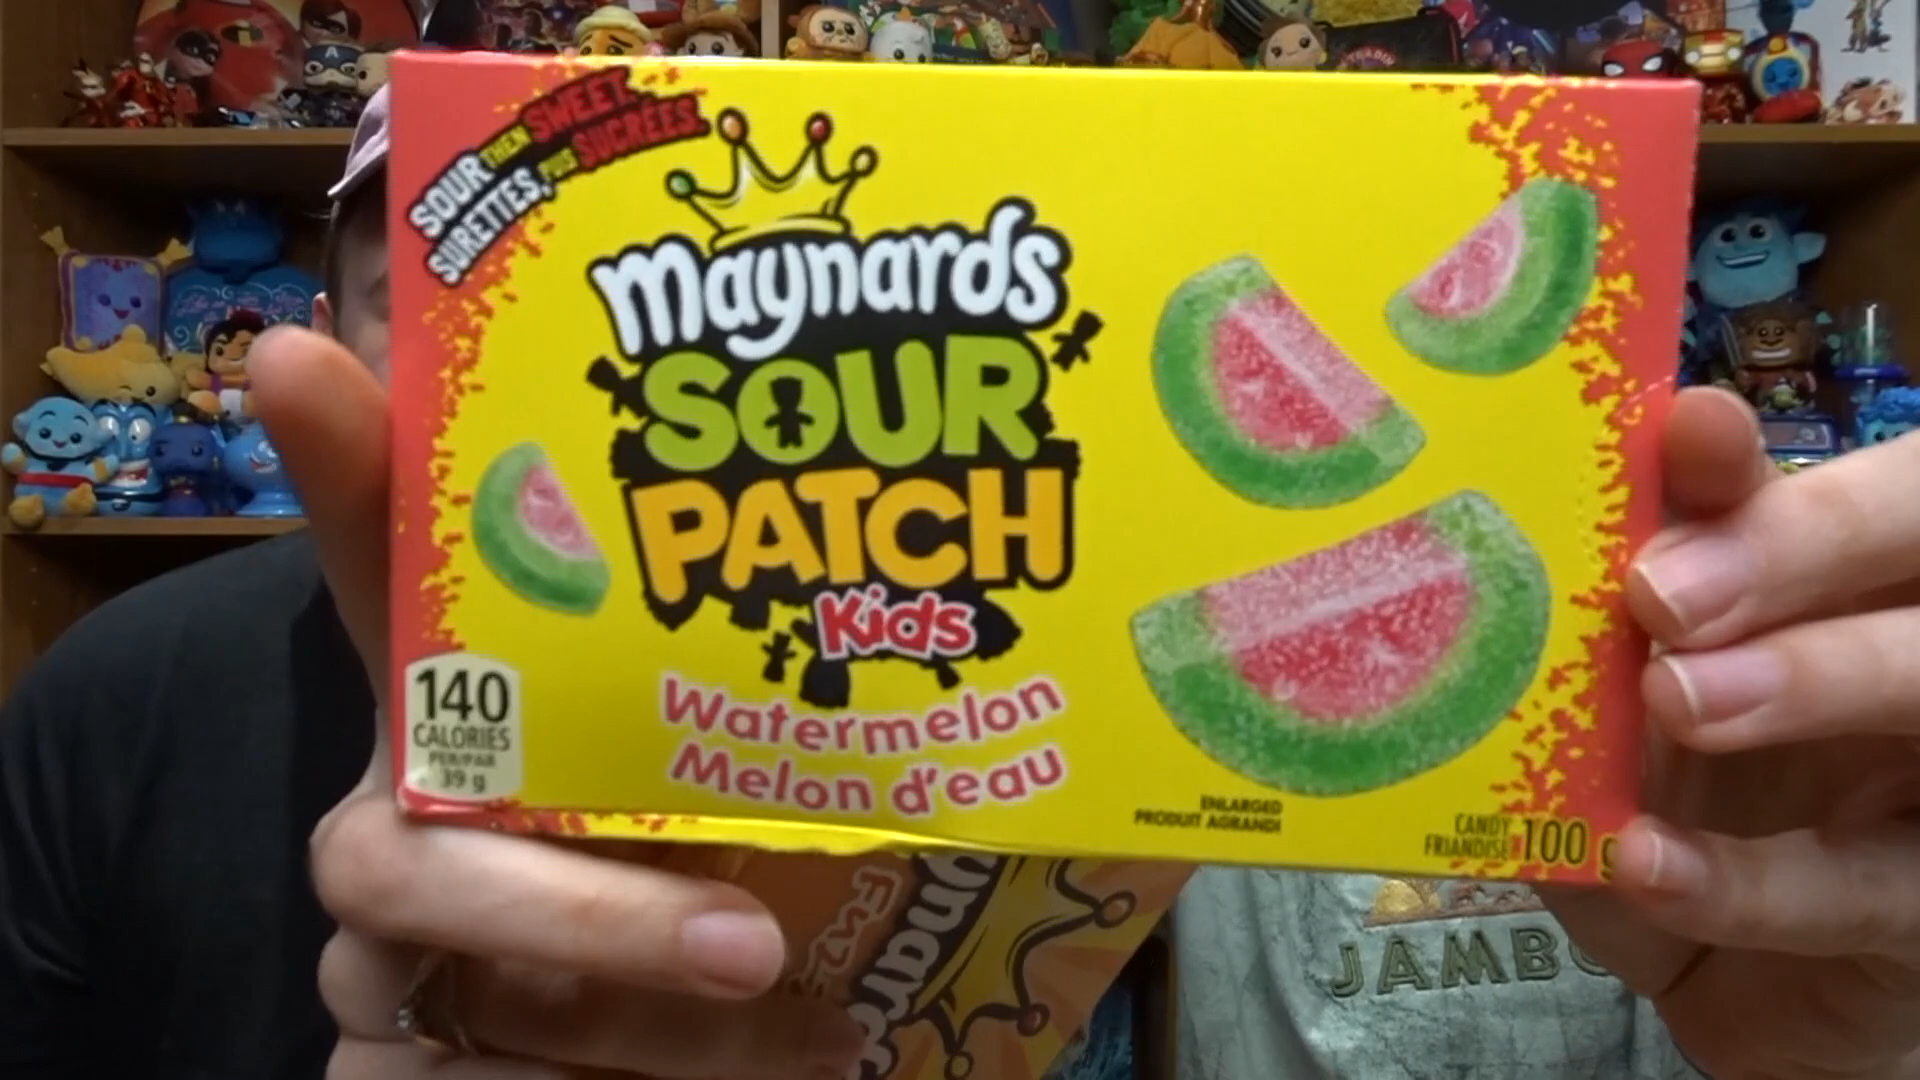 SOUR THEN SWEET
SURETTES, PUIS SUCRÉES.
maynards
SOUR
PATCH
Kids
Watermelon
Melon d'eau
140
CALORIES
PER/PAR
39 g
ENLARGED
PRODUIT AGRANDI
CANDY
FRIANDISE
100 g
JAMB